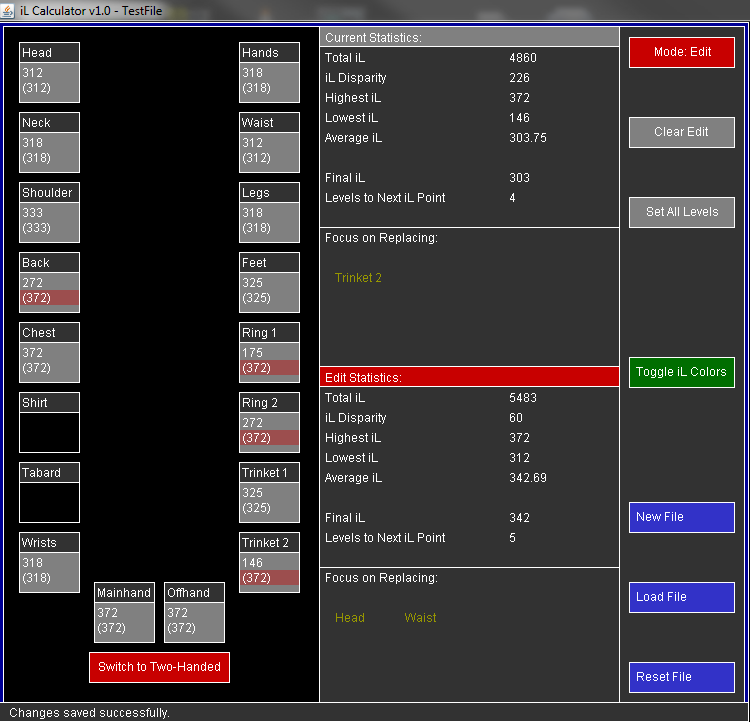 iL Calculator v1.0 - TestFile
Head
312
(312)
Neck
318
(318)
Shoulder
333
(333)
Back
272
(372)
Chest
372
(372)
Shirt
Tabard
Wrists
318
(318)
Mainhand
372
(372)
Offhand
372
(372)
Switch to Two-Handed
Hands
318
(318)
Waist
312
(312)
Legs
318
(318)
Feet
325
(325)
Ring 1
175
(372)
Ring 2
272
(372)
Trinket 1
325
(325)
Trinket 2
146
(372)
Current Statistics:
Total iL 4860
iL Disparity 226
Highest iL 372
Lowest iL 146
Average iL 303.75
Final iL 303
Levels to Next iL Point 4
Focus on Replacing:
Trinket 2
Edit Statistics:
Total iL 5483
iL Disparity 60
Highest iL 372
Lowest iL 312
Average iL 342.69
Final iL 342
Levels to Next iL Point 5
Focus on Replacing:
Head Waist
Mode: Edit
Clear Edit
Set All Levels
Toggle iL Colors
New File
Load File
Reset File
Changes saved successfully.